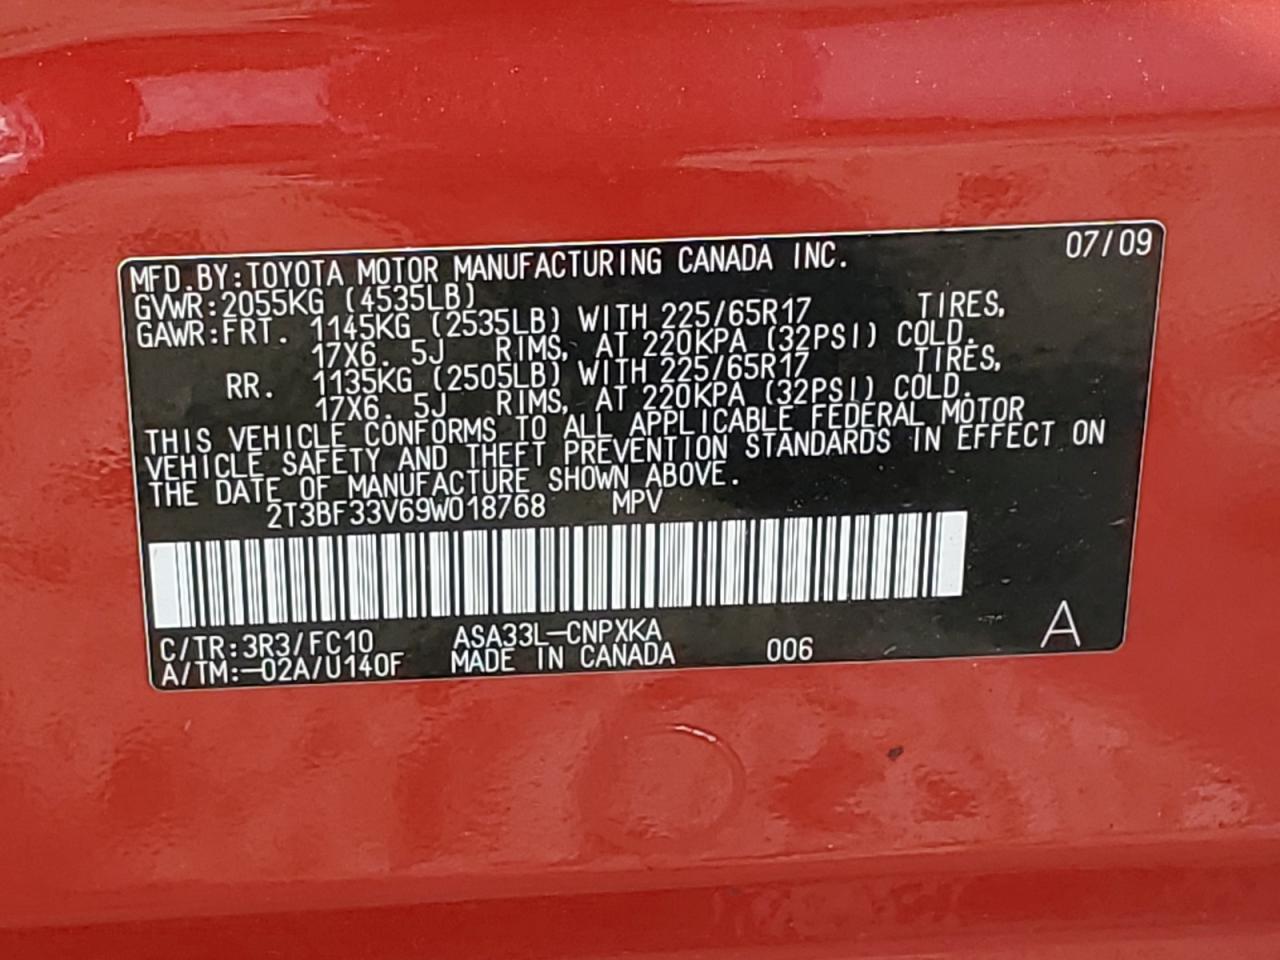 MFD.BY:TOYOTA MOTOR MANUFACTURING CANADA INC. 07/09
GVWR:2055KG (4535LB)
GAWR:FRT. 1145KG (2535LB) WITH 225/65R17 TIRES,
17X6.5J RIMS, AT 220KPA (32PSI) COLD.
RR. 1135KG (2505LB) WITH 225/65R17 TIRES,
17X6.5J RIMS, AT 220KPA (32PSI) COLD.
THIS VEHICLE CONFORMS TO ALL APPLICABLE FEDERAL MOTOR
VEHICLE SAFETY AND THEFT PREVENTION STANDARDS IN EFFECT ON
THE DATE OF MANUFACTURE SHOWN ABOVE.
2T3BF33V69W018768 MPV
C/TR:3R3/FC10 ASA33L-CNPXKA
A/TM:-02A/U140F MADE IN CANADA 006 A